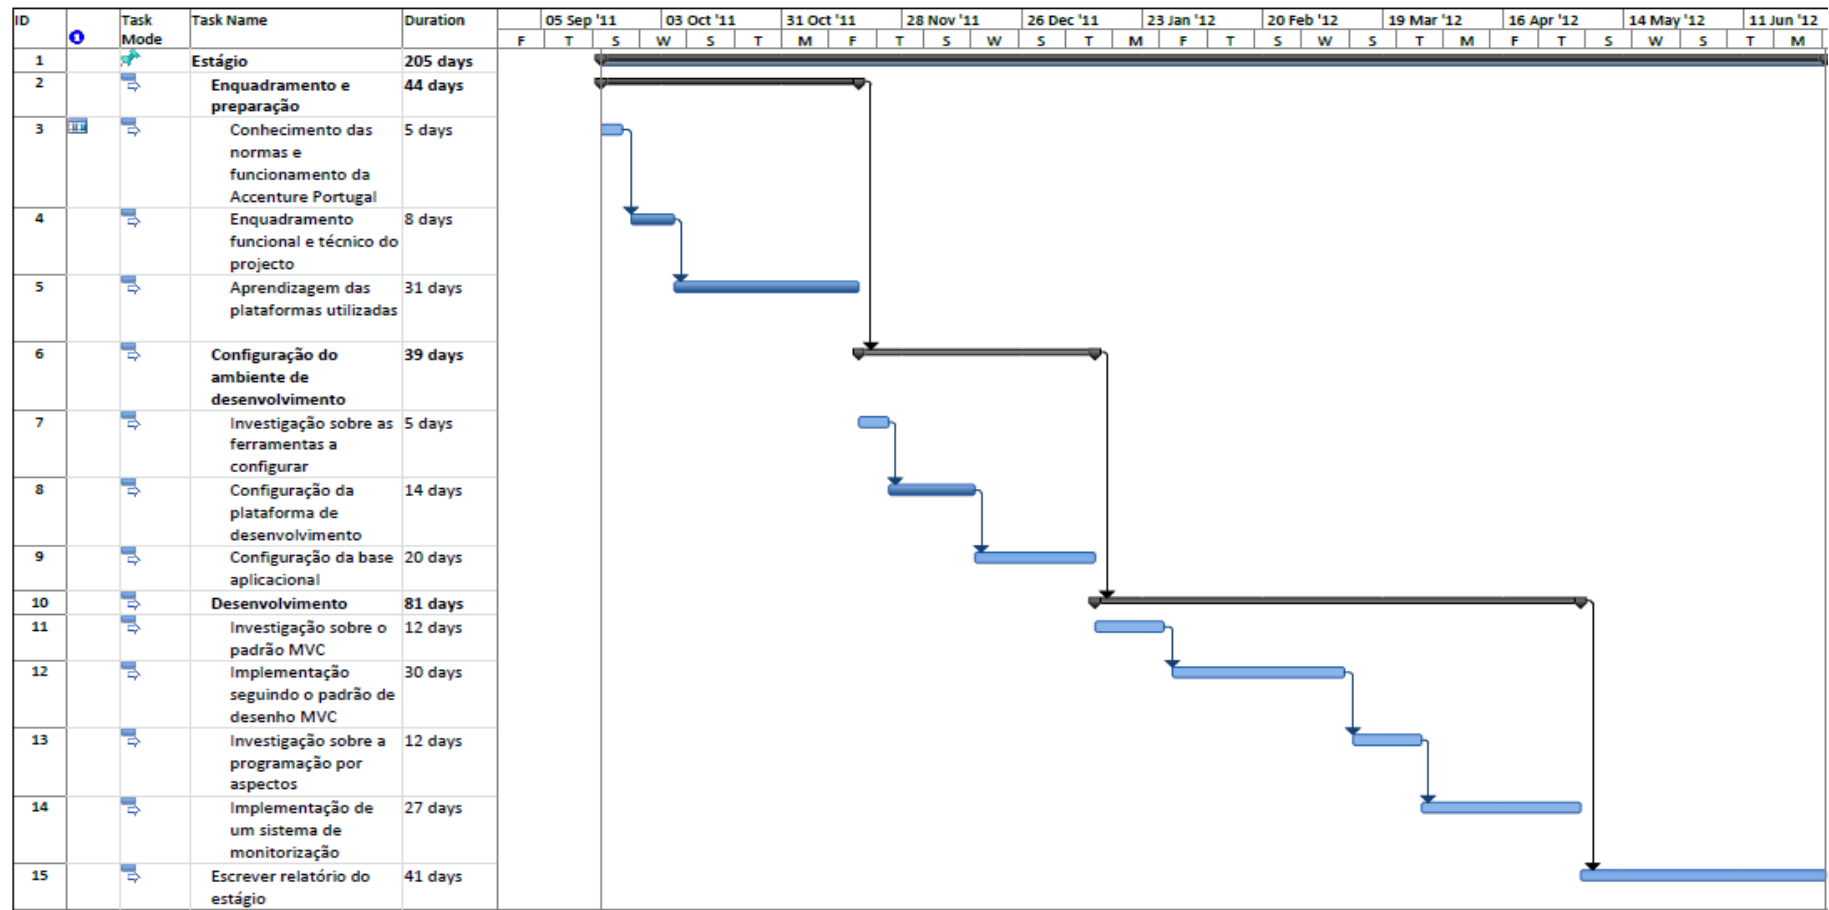 ID Task Mode Task Name Duration 05 Sep '11 03 Oct '11 31 Oct '11 28 Nov '11 26 Dec '11 23 Jan '12 20 Feb '12 19 Mar '12 16 Apr '12 14 May '12 11 Jun '12
F T S W S T M F T S W S T M F T S W S T M F T S W S T M
1 Estágio 205 days
2 Enquadramento e 44 days
preparação
3 Conhecimento das 5 days
normas e
funcionamento da
Accenture Portugal
4 Enquadramento 8 days
funcional e técnico do
projecto
5 Aprendizagem das 31 days
plataformas utilizadas
6 Configuração do 39 days
ambiente de
desenvolvimento
7 Investigação sobre as 5 days
ferramentas a
configurar
8 Configuração da 14 days
plataforma de
desenvolvimento
9 Configuração da base 20 days
aplicacional
10 Desenvolvimento 81 days
11 Investigação sobre o 12 days
padrão MVC
12 Implementação 30 days
seguindo o padrão de
desenho MVC
13 Investigação sobre a 12 days
programação por
aspectos
14 Implementação de 27 days
um sistema de
monitorização
15 Escrever relatório do 41 days
estágio